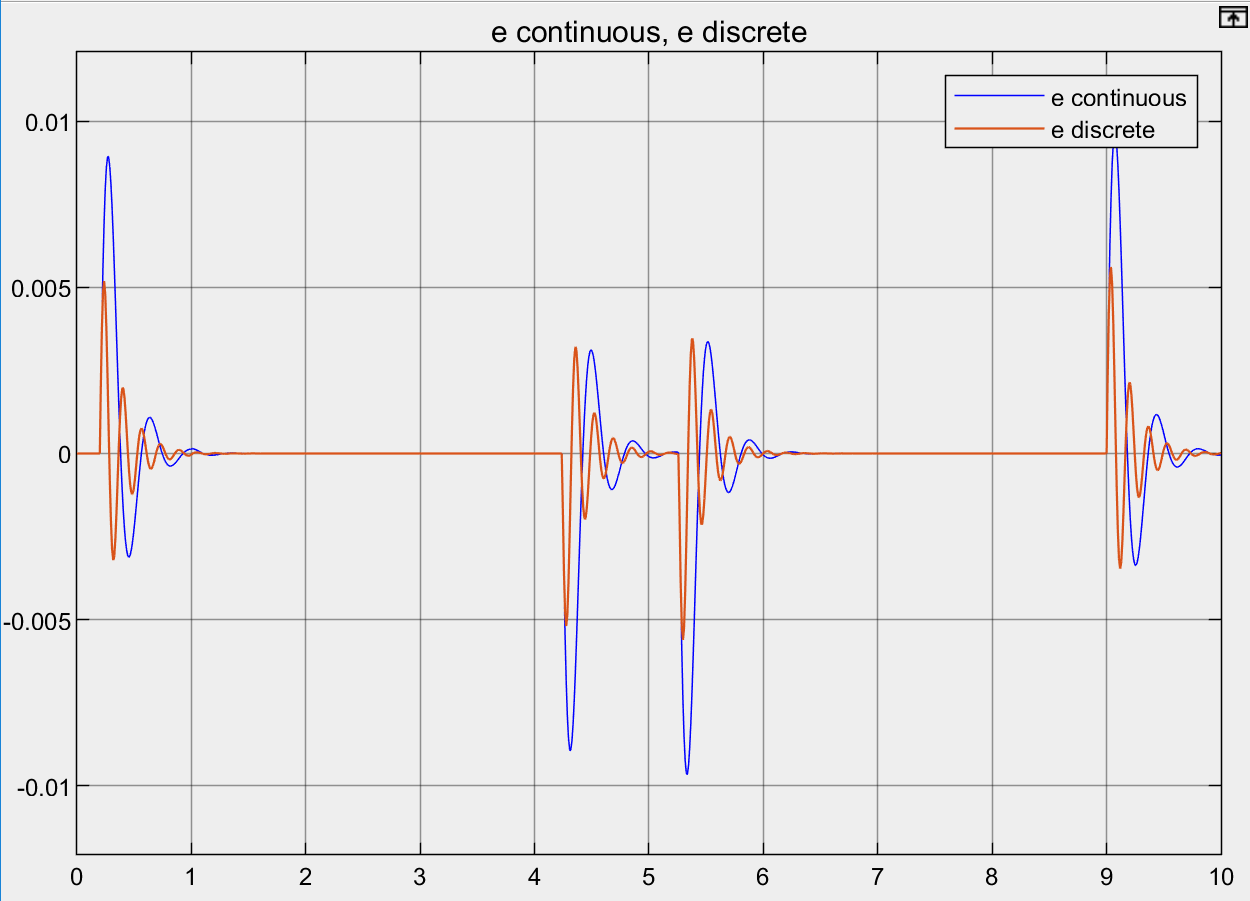 e continuous, e discrete
e continuous
e discrete
0.01
0.005
0
-0.005
-0.01
0 1 2 3 4 5 6 7 8 9 10